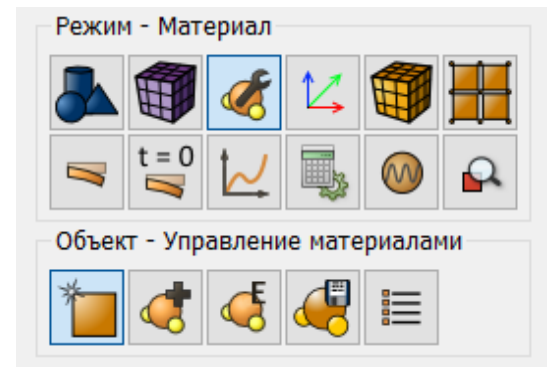 Режим - Материал
t = 0
Объект - Управление материалами
E